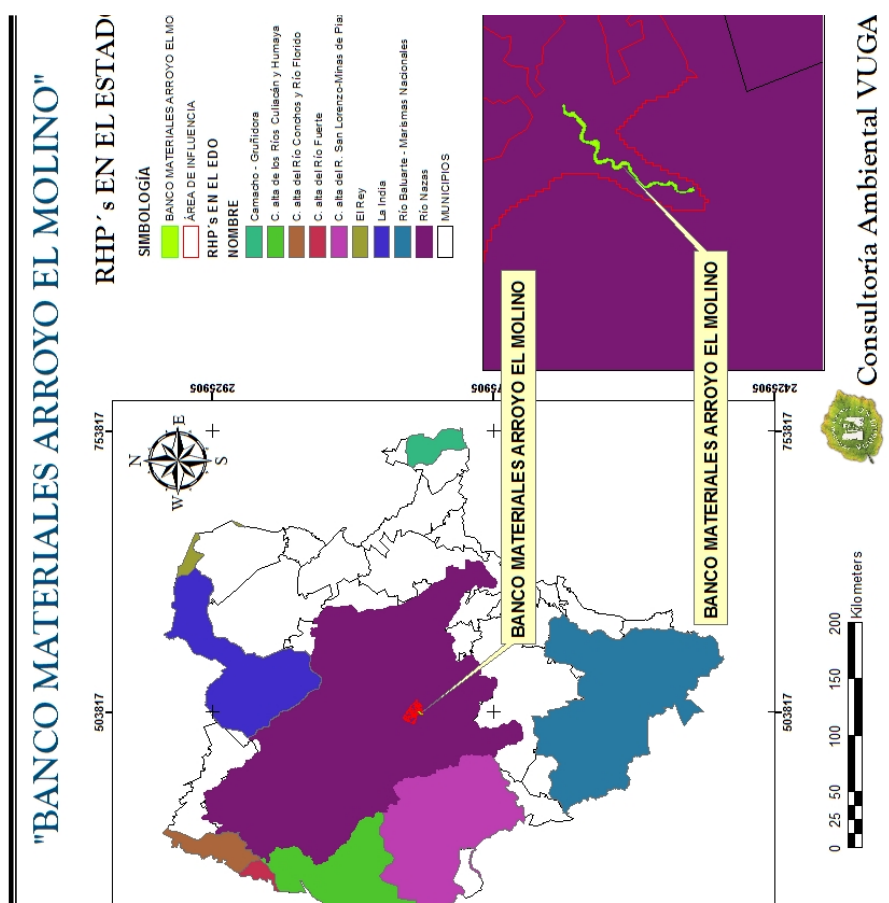 "BANCO MATERIALES ARROYO EL MOLINO"
RHP´s EN EL ESTADO
SIMBOLOGÍA
BANCO MATERIALES ARROYO EL MO
ÁREA DE INFLUENCIA
RHP´s EN EL EDO
NOMBRE
Camacho - Gruñidora
C. alta de los Ríos Culiacán y Humaya
C. alta del Río Conchos y Río Florido
C. alta del Río Fuerte
C. alta del R. San Lorenzo-Minas de Pia
El Rey
La India
Río Baluarte - Marismas Nacionales
Río Nazas
MUNICIPIOS
503817
753817
2925905
75905
2425905
N
W
E
S
BANCO MATERIALES ARROYO EL MOLINO
BANCO MATERIALES ARROYO EL MOLINO
503817
753817
0 25 50 100 150 200
Kilometers
Consultoría Ambiental VUGA